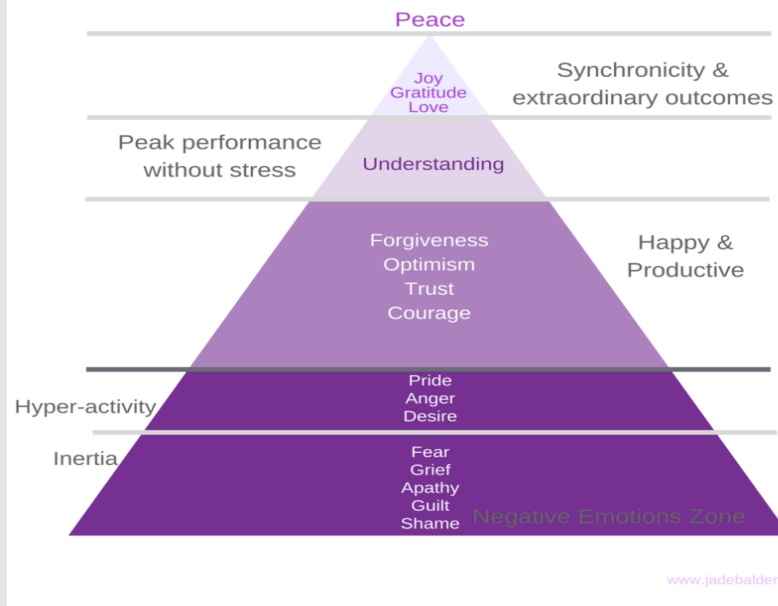 Peace
Joy
Gratitude
Love
Synchronicity &
extraordinary outcomes
Peak performance
without stress
Understanding
Forgiveness
Optimism
Trust
Courage
Happy &
Productive
Pride
Anger
Desire
Hyper-activity
Inertia
Fear
Grief
Apathy
Guilt
Shame
Negative Emotions Zone
www.jadebalder